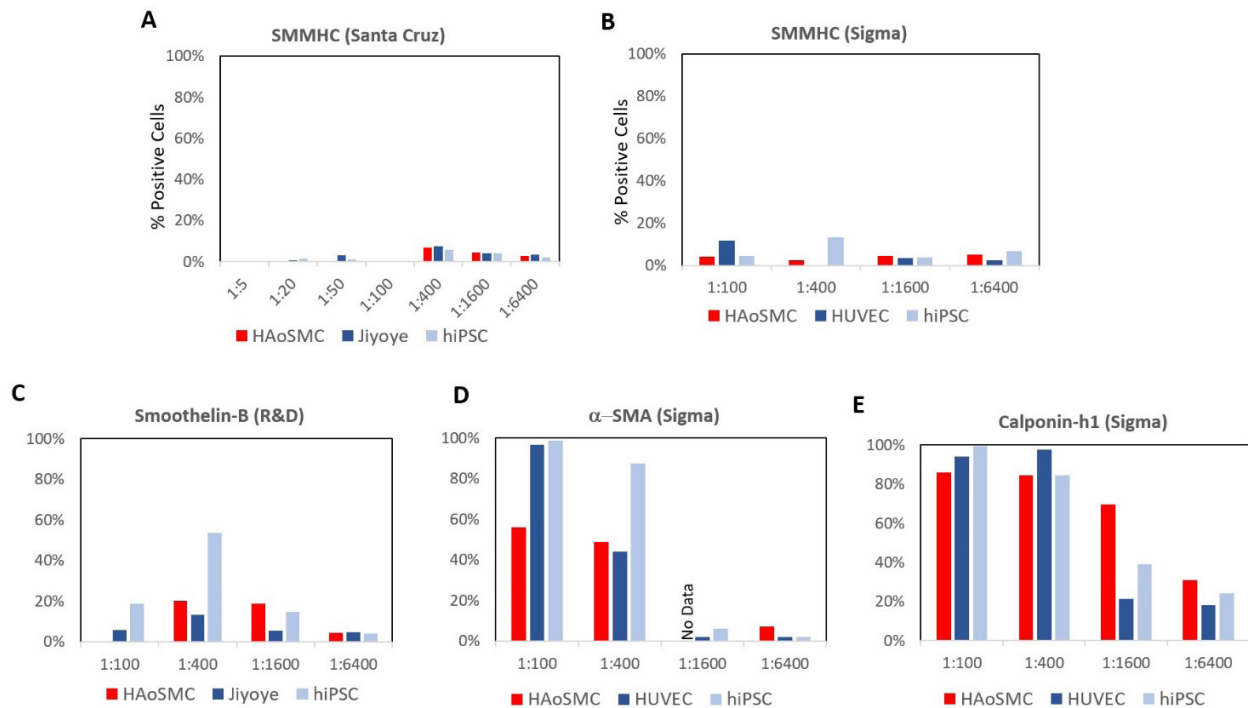 A
SMMHC (Santa Cruz)
% Positive Cells
100%
80%
60%
40%
20%
0%
1:5
1:20
1:50
1:100
1:400
1:1600
1:6400
HAoSMC Jiyoye hiPSC
B
SMMHC (Sigma)
% Positive Cells
100%
80%
60%
40%
20%
0%
1:100 1:400 1:1600 1:6400
HAoSMC HUVEC hiPSC
C
Smoothelin-B (R&D)
100%
80%
60%
40%
20%
0%
1:100 1:400 1:1600 1:6400
HAoSMC Jiyoye hiPSC
D
α–SMA (Sigma)
100%
80%
60%
40%
20%
0%
No Data
1:100 1:400 1:1600 1:6400
HAoSMC HUVEC hiPSC
E
Calponin-h1 (Sigma)
100%
80%
60%
40%
20%
0%
1:100 1:400 1:1600 1:6400
HAoSMC HUVEC hiPSC